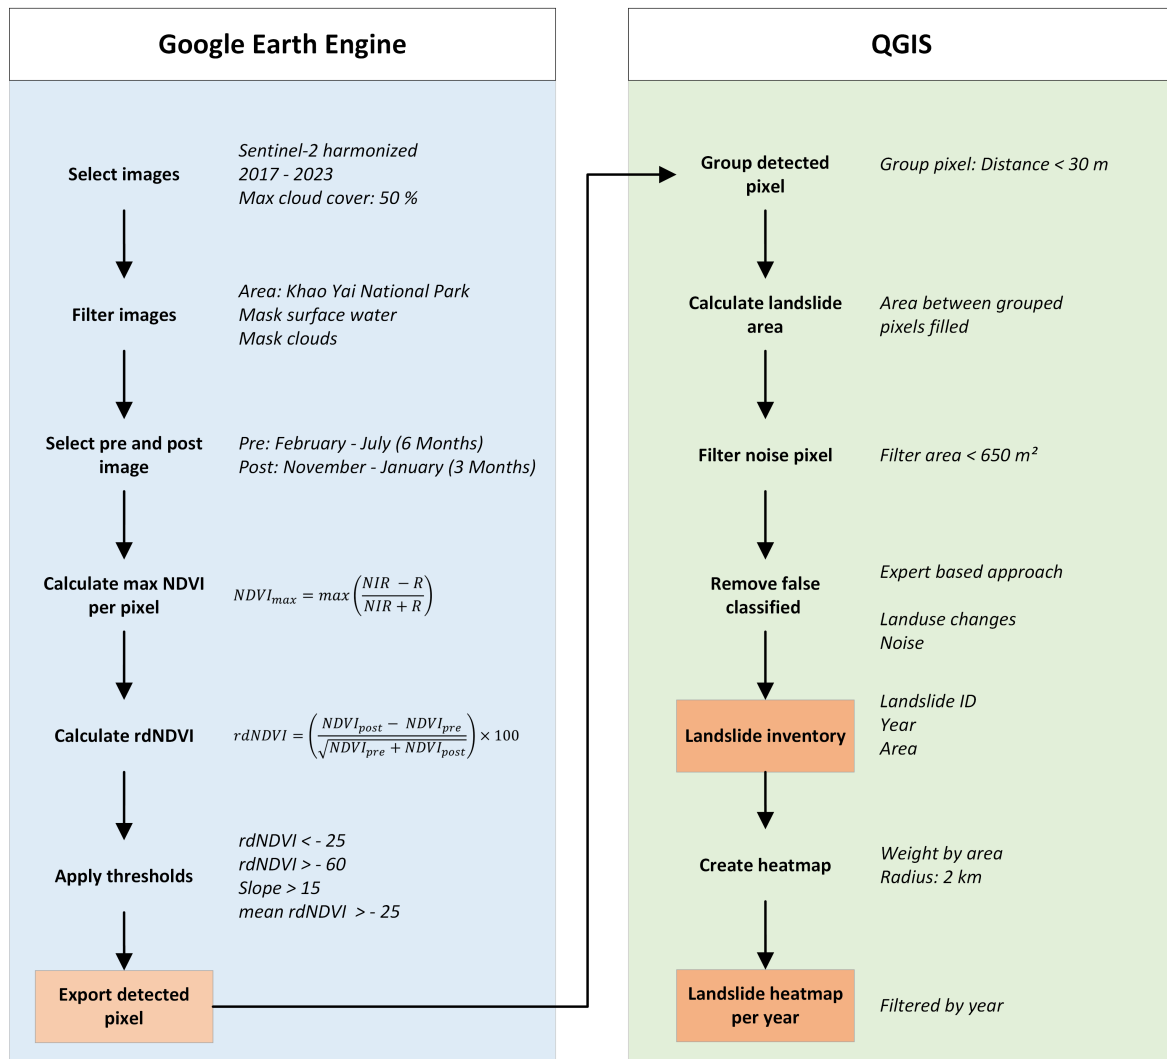 Google Earth Engine
Select images
Sentinel-2 harmonized
2017 - 2023
Max cloud cover: 50 %
Filter images
Area: Khao Yai National Park
Mask surface water
Mask clouds
Select pre and post
image
Pre: February - July (6 Months)
Post: November - January (3 Months)
Calculate max NDVI
per pixel
NDVI_max = max((NIR − R)/(NIR + R))
Calculate rdNDVI
rdNDVI = ((NDVI_post − NDVI_pre)/√(NDVI_pre + NDVI_post)) × 100
Apply thresholds
rdNDVI < - 25
rdNDVI > - 60
Slope > 15
mean rdNDVI > - 25
Export detected
pixel
QGIS
Group detected
pixel
Group pixel: Distance < 30 m
Calculate landslide
area
Area between grouped
pixels filled
Filter noise pixel
Filter area < 650 m²
Remove false
classified
Expert based approach
Landuse changes
Noise
Landslide inventory
Landslide ID
Year
Area
Create heatmap
Weight by area
Radius: 2 km
Landslide heatmap
per year
Filtered by year